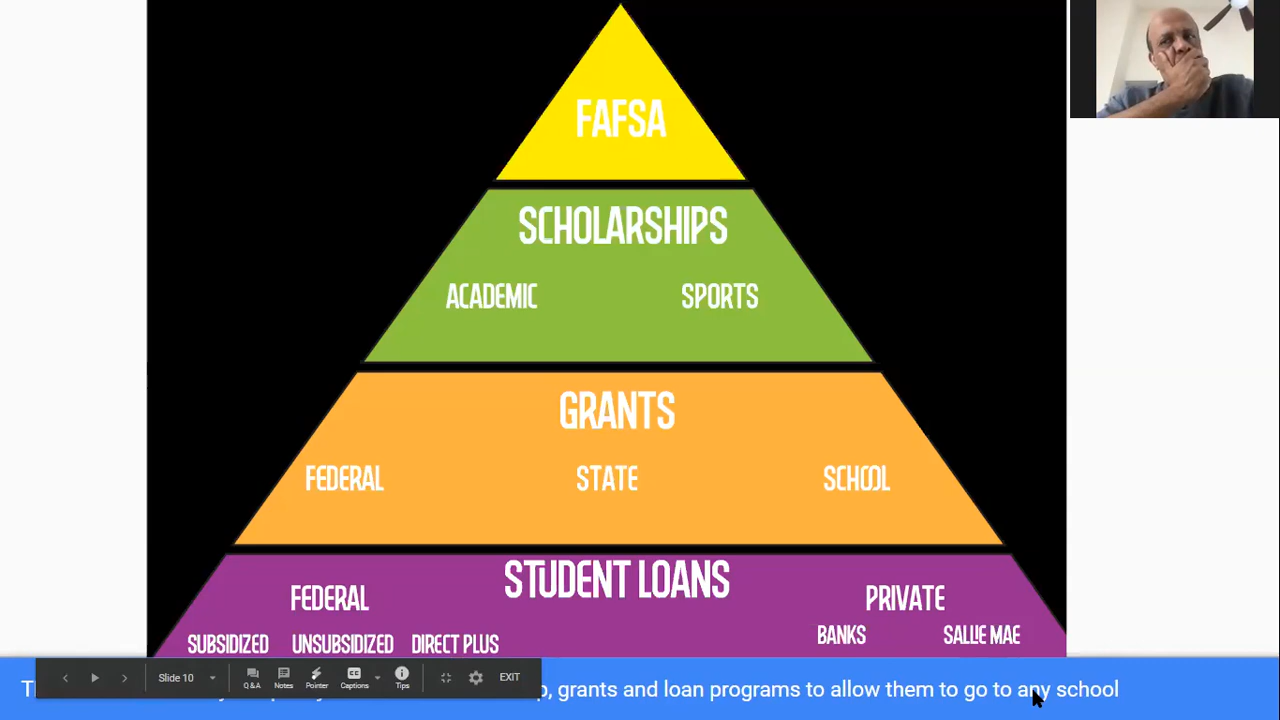 FAFSA
SCHOLARSHIPS
ACADEMIC SPORTS
GRANTS
FEDERAL STATE SCHOOL
STUDENT LOANS
FEDERAL PRIVATE
SUBSIDIZED UNSUBSIDIZED DIRECT PLUS BANKS SALLIE MAE
Slide 10 Q&A Notes Pointer Captions Tips EXIT
grants and loan programs to allow them to go to any school